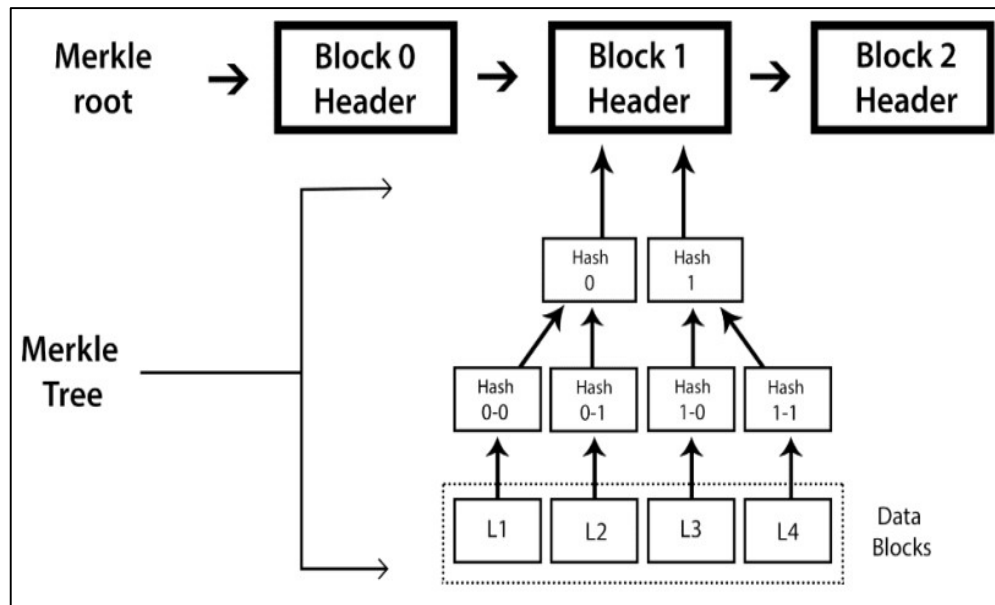 Merkle
root
Block 0
Header
Block 1
Header
Block 2
Header
Hash
0
Hash
1
Merkle
Tree
Hash
0-0
Hash
0-1
Hash
1-0
Hash
1-1
L1
L2
L3
L4
Data
Blocks